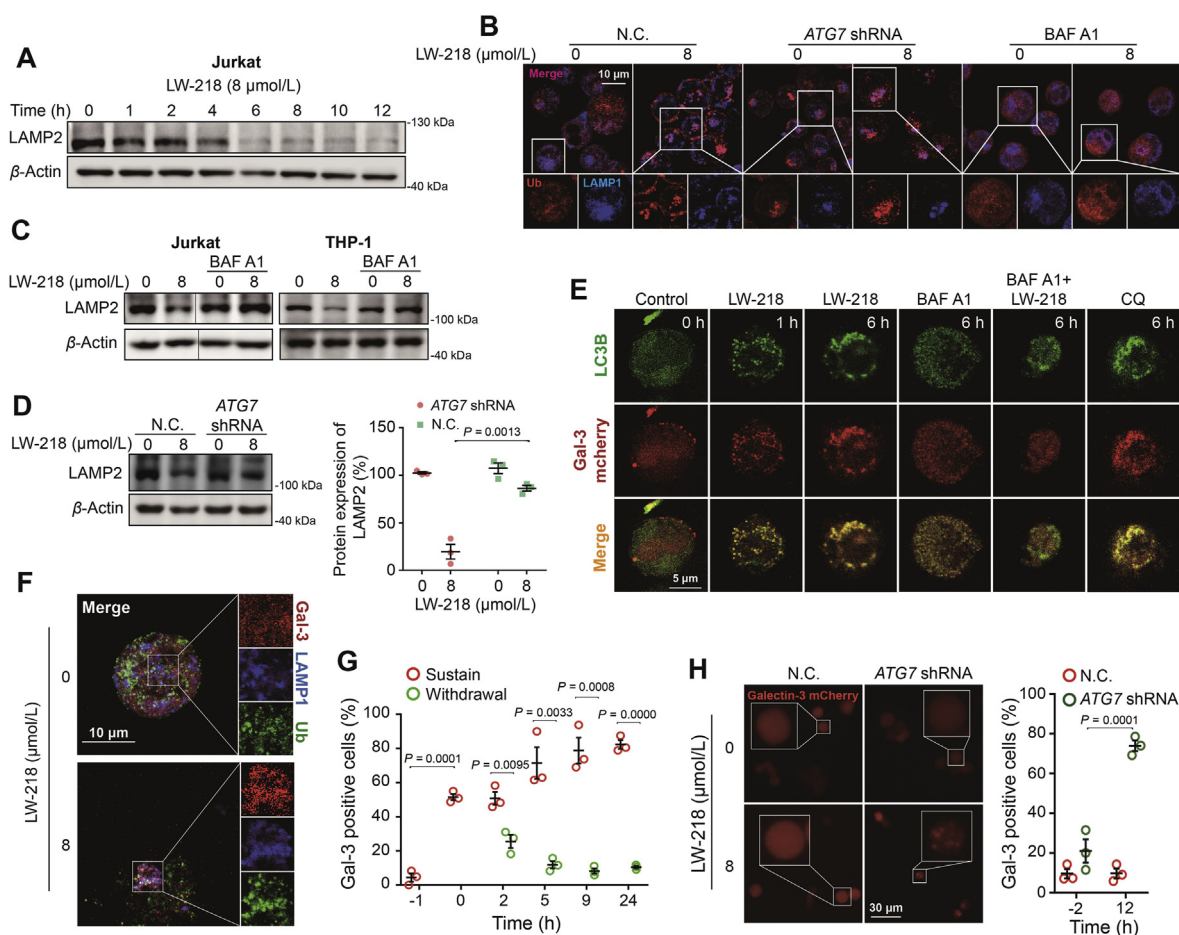 A
Jurkat
LW-218 (8 μmol/L)
Time (h) 0 1 2 4 6 8 10 12
-130 kDa
LAMP2
β-Actin
-40 kDa
B
N.C. ATG7 shRNA BAF A1
LW-218 (μmol/L) 0 8 0 8 0 8
Merge
10 μm
Ub LAMP1
C
Jurkat THP-1
BAF A1 BAF A1
LW-218 (μmol/L) 0 8 0 8 0 8 0 8
LAMP2
-100 kDa
β-Actin
-40 kDa
D
N.C. ATG7 shRNA
LW-218 (μmol/L) 0 8 0 8
LAMP2
-100 kDa
β-Actin
-40 kDa
ATG7 shRNA
N.C.
P = 0.0013
Protein expression of LAMP2 (%)
150
100
50
0
0 8 0 8
LW-218 (μmol/L)
E
Control LW-218 LW-218 BAF A1 BAF A1+ LW-218 CQ
0 h 1 h 6 h 6 h 6 h 6 h
LC3B
Gal-3 mcherry
Merge
5 μm
F
Merge
Gal-3
LAMP1
Ub
10 μm
LW-218 (μmol/L)
0
8
G
Sustain
Withdrawal
P = 0.0001
P = 0.0095
P = 0.0033
P = 0.0008
P = 0.0000
Gal-3 positive cells (%)
100
80
60
40
20
0
-1 0 2 5 9 24
Time (h)
H
N.C. ATG7 shRNA
Galectin-3 mCherry
LW-218 (μmol/L)
0
8
30 μm
N.C.
ATG7 shRNA
P = 0.0001
Gal-3 positive cells (%)
100
80
60
40
20
0
-2 12
Time (h)